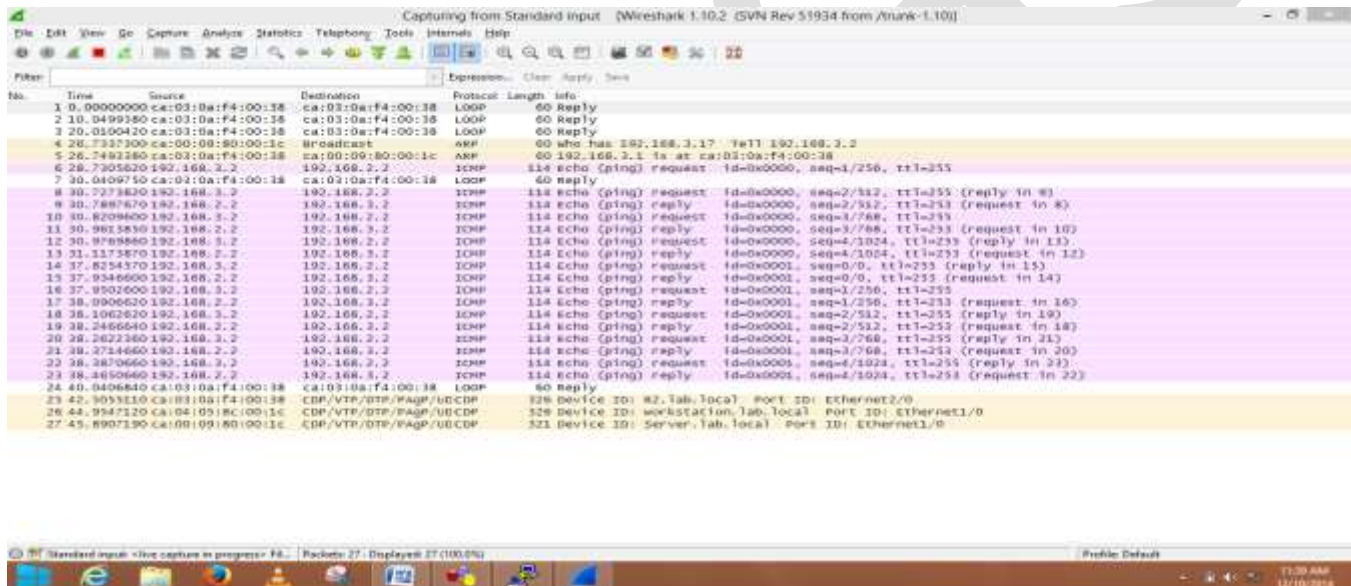 Capturing from Standard input [Wireshark 1.10.2 (SVN Rev 51934 from /trunk-1.10)]
File Edit View Go Capture Analyze Statistics Telephony Tools Internals Help
Filter: Expression... Clear Apply Save
No. Time Source Destination Protocol Length Info
1 0.00000000 ca:03:0a:f4:00:38 ca:03:0a:f4:00:38 LOOP 60 Reply
2 10.0499380 ca:03:0a:f4:00:38 ca:03:0a:f4:00:38 LOOP 60 Reply
3 20.0100420 ca:03:0a:f4:00:38 ca:03:0a:f4:00:38 LOOP 60 Reply
4 26.7337300 ca:00:09:80:00:1c Broadcast ARP 60 who has 192.168.3.1? Tell 192.168.3.2
5 26.7493380 ca:03:0a:f4:00:38 ca:00:09:80:00:1c ARP 60 192.168.3.1 is at ca:03:0a:f4:00:38
6 28.7305620 192.168.3.2 192.168.2.2 ICMP 114 Echo (ping) request id=0x0000, seq=1/256, ttl=255
7 30.0409750 ca:03:0a:f4:00:38 ca:03:0a:f4:00:38 LOOP 60 Reply
8 30.7273820 192.168.3.2 192.168.2.2 ICMP 114 Echo (ping) request id=0x0000, seq=2/512, ttl=255 (reply in 9)
9 30.7897670 192.168.2.2 192.168.3.2 ICMP 114 Echo (ping) reply id=0x0000, seq=2/512, ttl=253 (request in 8)
10 30.8209600 192.168.3.2 192.168.2.2 ICMP 114 Echo (ping) request id=0x0000, seq=3/768, ttl=255
11 30.9613850 192.168.2.2 192.168.3.2 ICMP 114 Echo (ping) reply id=0x0000, seq=3/768, ttl=253 (request in 10)
12 30.9769860 192.168.3.2 192.168.2.2 ICMP 114 Echo (ping) request id=0x0000, seq=4/1024, ttl=255 (reply in 13)
13 31.1173870 192.168.2.2 192.168.3.2 ICMP 114 Echo (ping) reply id=0x0000, seq=4/1024, ttl=253 (request in 12)
14 37.8254570 192.168.3.2 192.168.2.2 ICMP 114 Echo (ping) request id=0x0001, seq=0/0, ttl=255 (reply in 15)
15 37.9346600 192.168.2.2 192.168.3.2 ICMP 114 Echo (ping) reply id=0x0001, seq=0/0, ttl=253 (request in 14)
16 37.9502600 192.168.3.2 192.168.2.2 ICMP 114 Echo (ping) request id=0x0001, seq=1/256, ttl=255
17 38.0906620 192.168.2.2 192.168.3.2 ICMP 114 Echo (ping) reply id=0x0001, seq=1/256, ttl=253 (request in 16)
18 38.1062620 192.168.3.2 192.168.2.2 ICMP 114 Echo (ping) request id=0x0001, seq=2/512, ttl=255 (reply in 19)
19 38.2466640 192.168.2.2 192.168.3.2 ICMP 114 Echo (ping) reply id=0x0001, seq=2/512, ttl=253 (request in 18)
20 38.2622360 192.168.3.2 192.168.2.2 ICMP 114 Echo (ping) request id=0x0001, seq=3/768, ttl=255 (reply in 21)
21 38.3714660 192.168.2.2 192.168.3.2 ICMP 114 Echo (ping) reply id=0x0001, seq=3/768, ttl=253 (request in 20)
22 38.3870660 192.168.3.2 192.168.2.2 ICMP 114 Echo (ping) request id=0x0001, seq=4/1024, ttl=255 (reply in 23)
23 38.4650660 192.168.2.2 192.168.3.2 ICMP 114 Echo (ping) reply id=0x0001, seq=4/1024, ttl=253 (request in 22)
24 40.0406840 ca:03:0a:f4:00:38 ca:03:0a:f4:00:38 LOOP 60 Reply
25 42.5055110 ca:03:0a:f4:00:38 CDP/VTP/DTP/PAgP/UD CDP 326 Device ID: R2.lab.local Port ID: Ethernet2/0
26 44.9547120 ca:04:05:8c:00:1c CDP/VTP/DTP/PAgP/UD CDP 326 Device ID: workstation.lab.local Port ID: Ethernet1/0
27 45.8907190 ca:00:09:80:00:1c CDP/VTP/DTP/PAgP/UD CDP 321 Device ID: Server.lab.local Port ID: Ethernet1/0
Standard input: <live capture in progress> Fil... Packets: 27 · Displayed: 27 (100.0%) Profile: Default
11:39 AM
12/10/2014